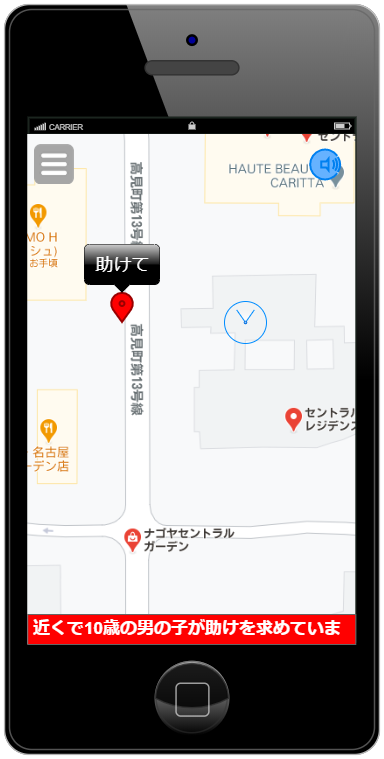 CARRIER
セント
HAUTE BEAU
CARITTA
高見町第13号線
MO H
シュ)
お手頃
助けて
高見町第13号線
セントラル
レジデンス
名古屋
ーデン店
ナゴヤセントラル
ガーデン
近くで10歳の男の子が助けを求めていま